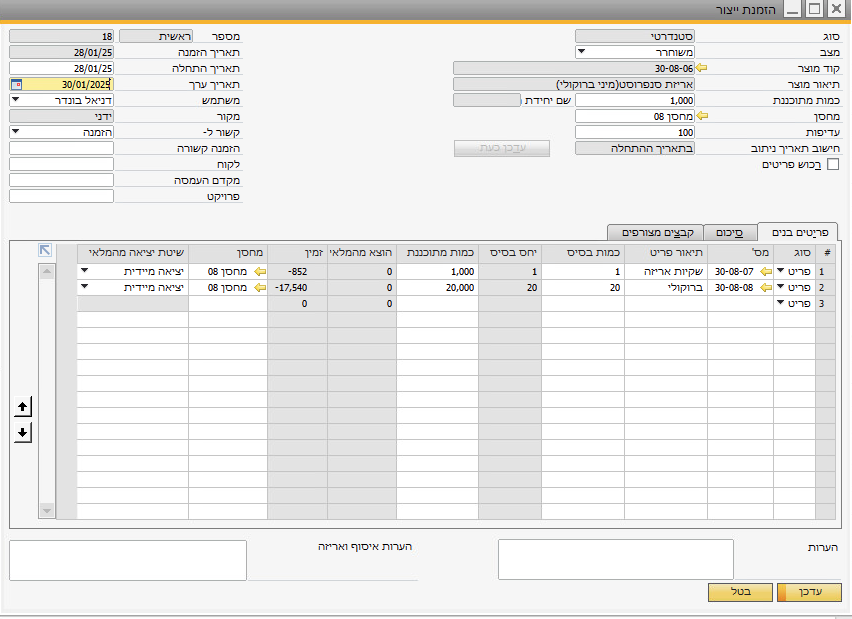 הזמנת ייצור
סוג סטנדרטי
מצב משוחרר
קוד מוצר 30-08-06
תיאור מוצר אריזת סנפרוסט(מיני ברוקולי)
כמות מתוכננת 1,000 שם יחידת ו
מחסן מחסן 08
עדיפות 100
חישוב תאריך ניתוב בתאריך ההתחלה עדכן כעת
רכוש פריטים
מספר ראשית 18
תאריך הזמנה 28/01/25
תאריך התחלה 28/01/25
תאריך ערך 30/01/2025
משתמש דניאל בונדר
מקור ידני
קשור ל- הזמנה
הזמנה קשורה
לקוח
מקדם העמסה
פרויקט
פריטים בנים סיכום קבצים מצורפים
# סוג מס' תיאור פריט כמות בסיס יחס בסיס כמות מתוכננת הוצא מהמלאי זמין מחסן שיטת יציאה מהמלאי
1 פריט 30-08-07 שקיות אריזה 1 1 1,000 0 -852 מחסן 08 יציאה מיידית
2 פריט 30-08-08 ברוקולי 20 20 20,000 0 -17,540 מחסן 08 יציאה מיידית
3 פריט 0 0
הערות
הערות איסוף ואריזה
עדכן בטל